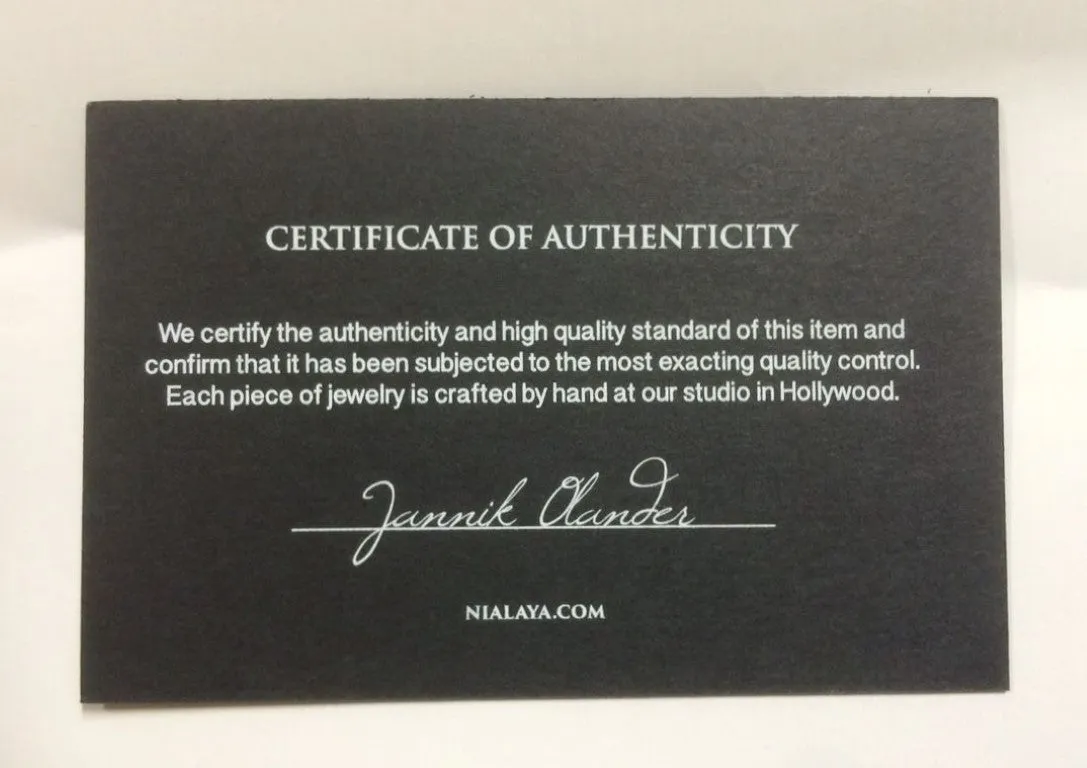 CERTIFICATE OF AUTHENTICITY
We certify the authenticity and high quality standard of this item and
confirm that it has been subjected to the most exacting quality control.
Each piece of jewelry is crafted by hand at our studio in Hollywood.
Jannik Olander
NIALAYA.COM